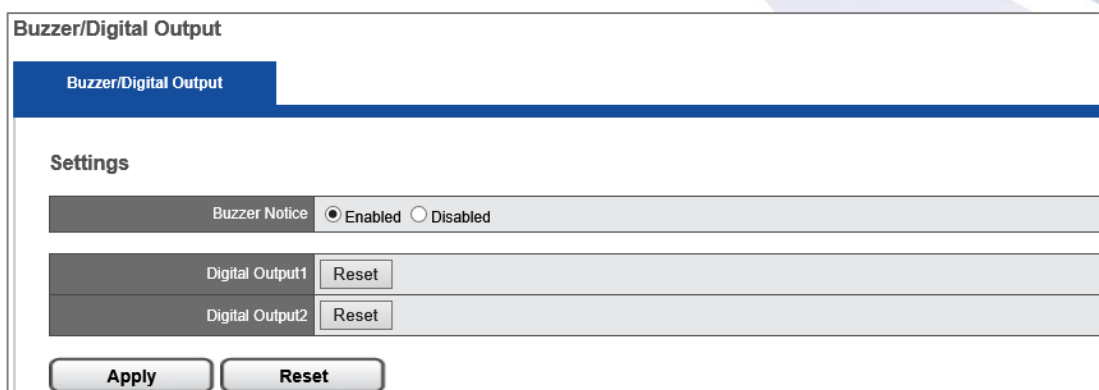 Buzzer/Digital Output
Buzzer/Digital Output
Settings
Buzzer Notice Enabled Disabled
Digital Output1 Reset
Digital Output2 Reset
Apply Reset